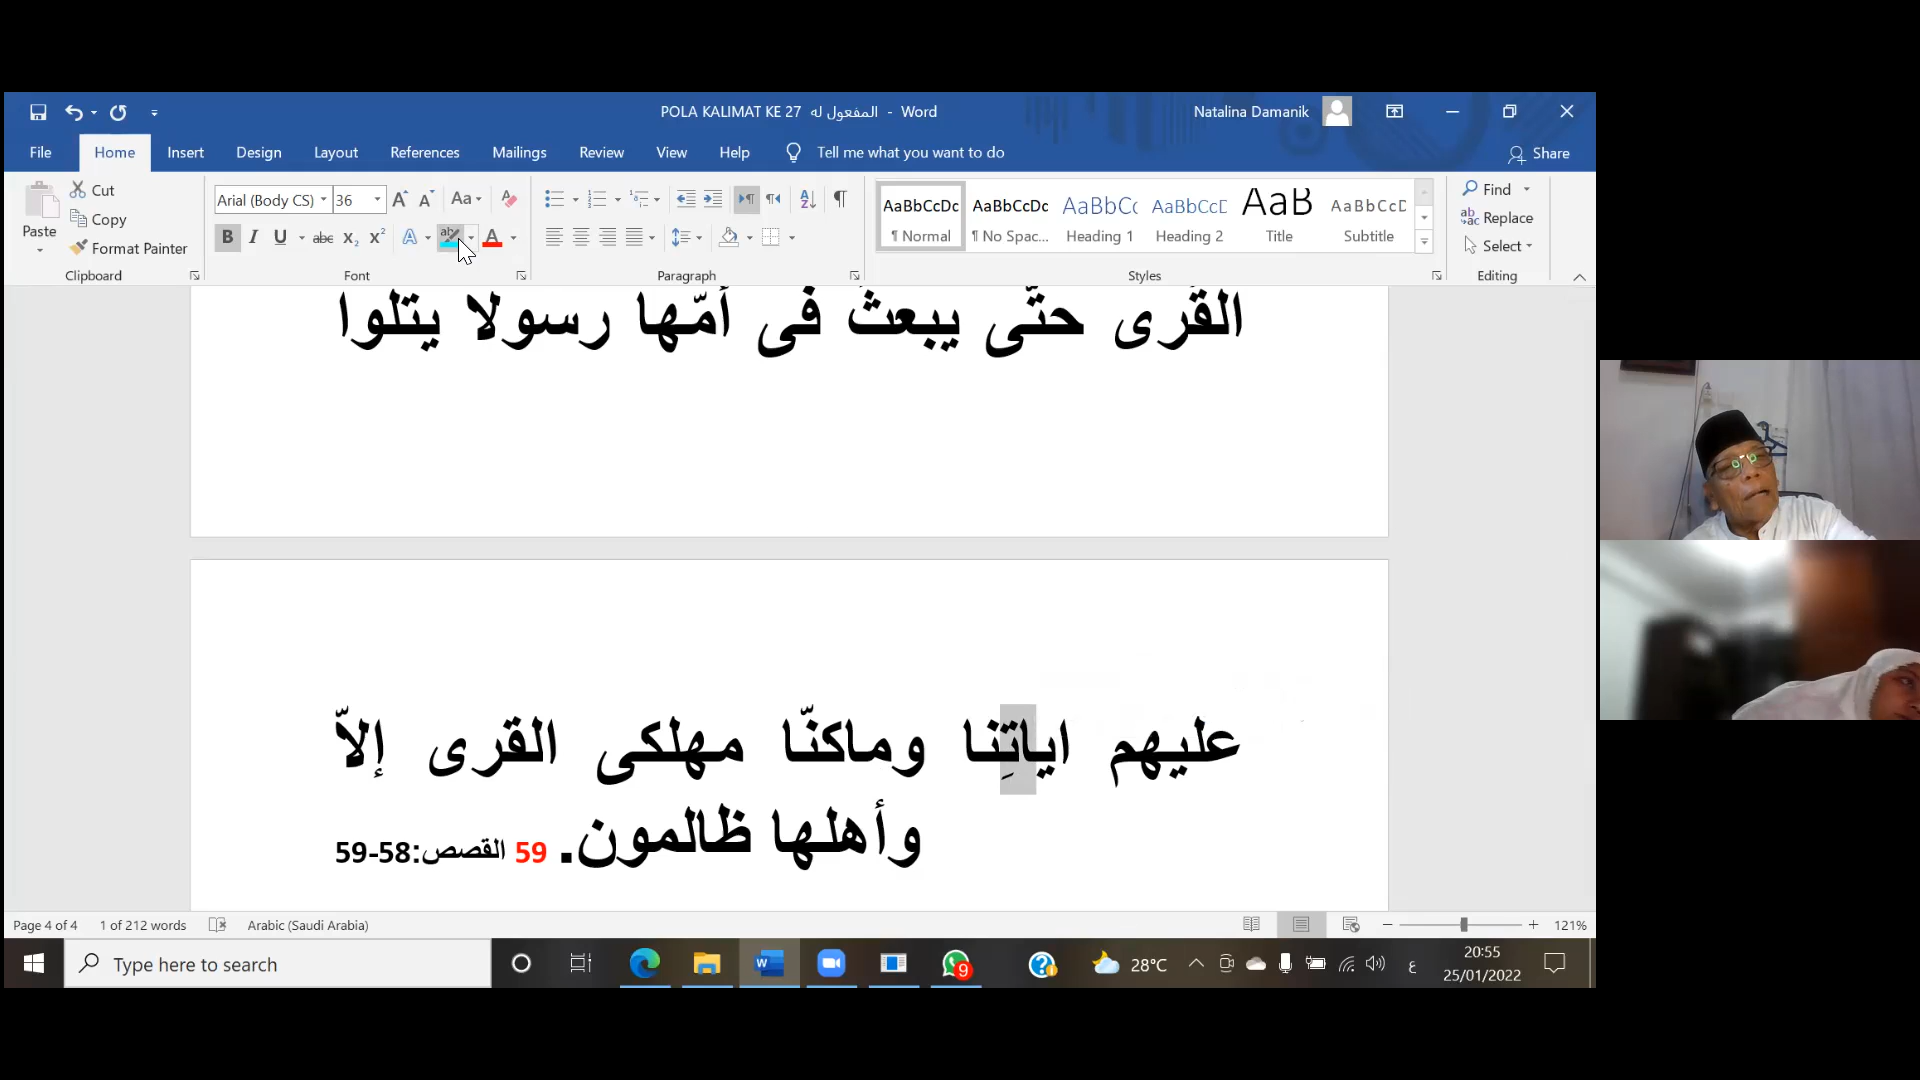 POLA KALIMAT KE 27 المفعول له - Word
Natalina Damanik
File Home Insert Design Layout References Mailings Review View Help Tell me what you want to do Share
Paste
Cut
Copy
Format Painter
Clipboard
Arial (Body CS) 36
Font
Paragraph
AaBbCcDc AaBbCcDc AaBbCc AaBbCcD AaB AaBbCcD
¶ Normal ¶ No Spac... Heading 1 Heading 2 Title Subtitle
Styles
Find
Replace
Select
Editing
القرى حتّى يبعثُ فى أمّها رسولا يتلوا
عليهم اياتِنا وماكنّا مهلكى القرى إلاّ
وأهلها ظالمون. 59 القصص:58-59
Page 4 of 4 1 of 212 words Arabic (Saudi Arabia) 121%
Type here to search
9
28°C
ع
20:55
25/01/2022